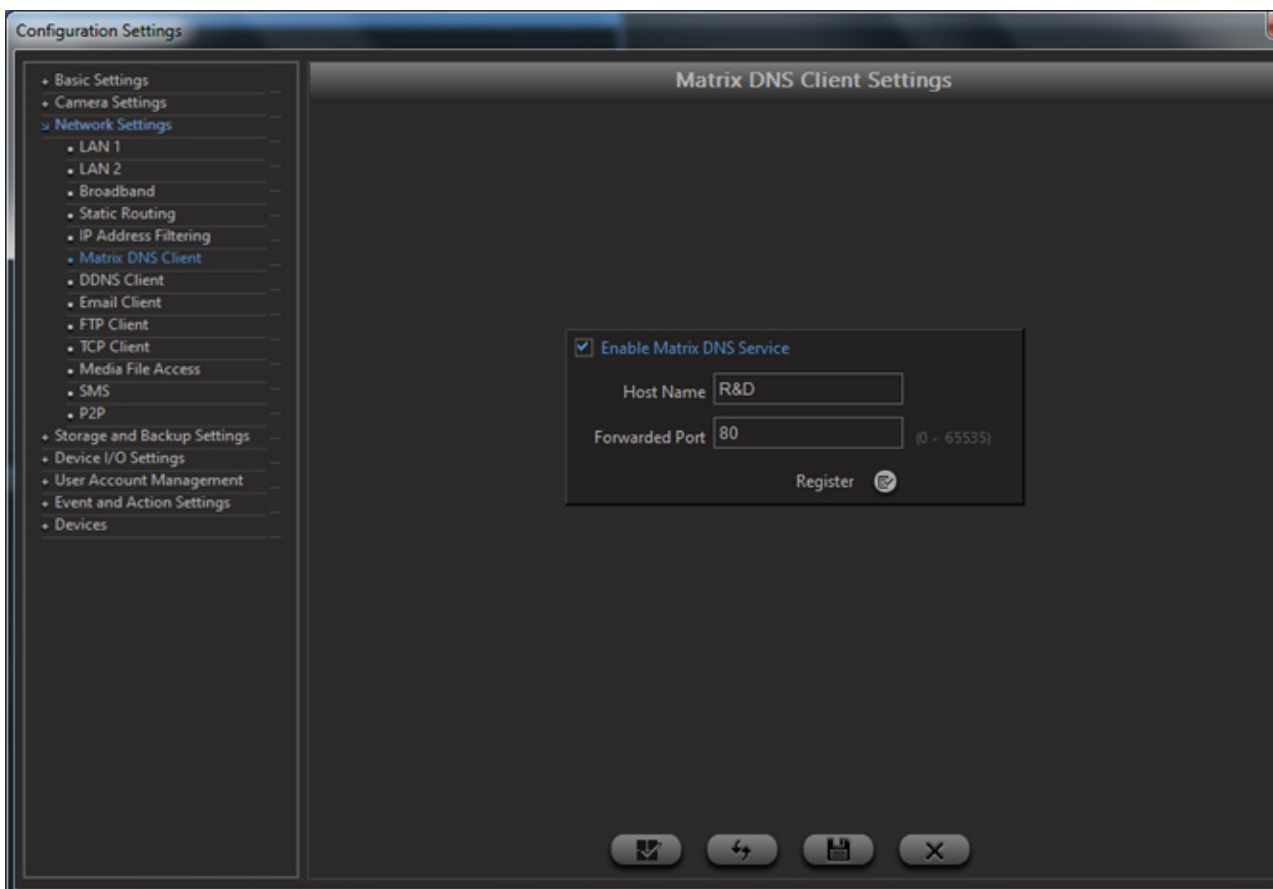 Configuration Settings
Basic Settings
Camera Settings
Network Settings
LAN 1
LAN 2
Broadband
Static Routing
IP Address Filtering
Matrix DNS Client
DDNS Client
Email Client
FTP Client
TCP Client
Media File Access
SMS
P2P
Storage and Backup Settings
Device I/O Settings
User Account Management
Event and Action Settings
Devices
Matrix DNS Client Settings
Enable Matrix DNS Service
Host Name R&D
Forwarded Port 80 (0 - 65535)
Register